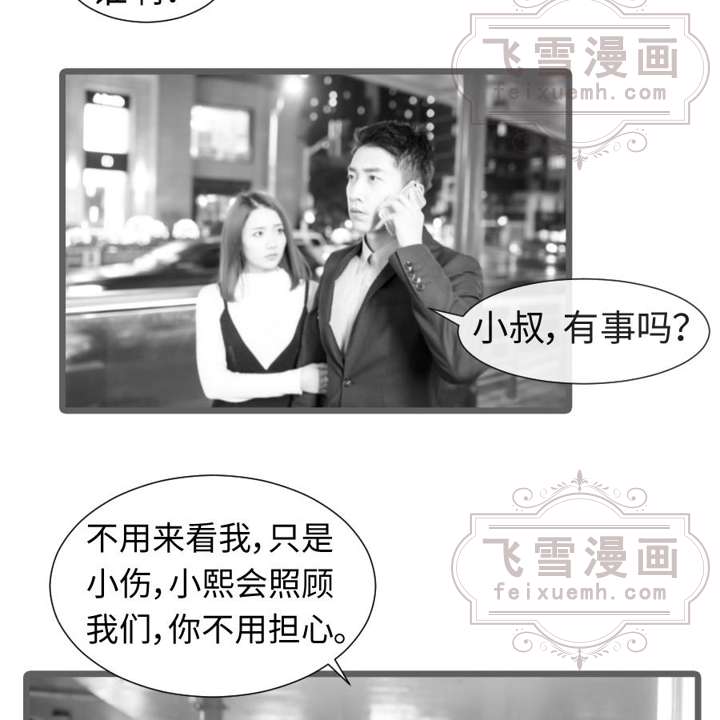 飞雪漫画
feixuemh.com
小叔，有事吗？
不用来看我，只是
小伤，小熙会照顾
我们，你不用担心。
飞雪漫画
feixuemh.com